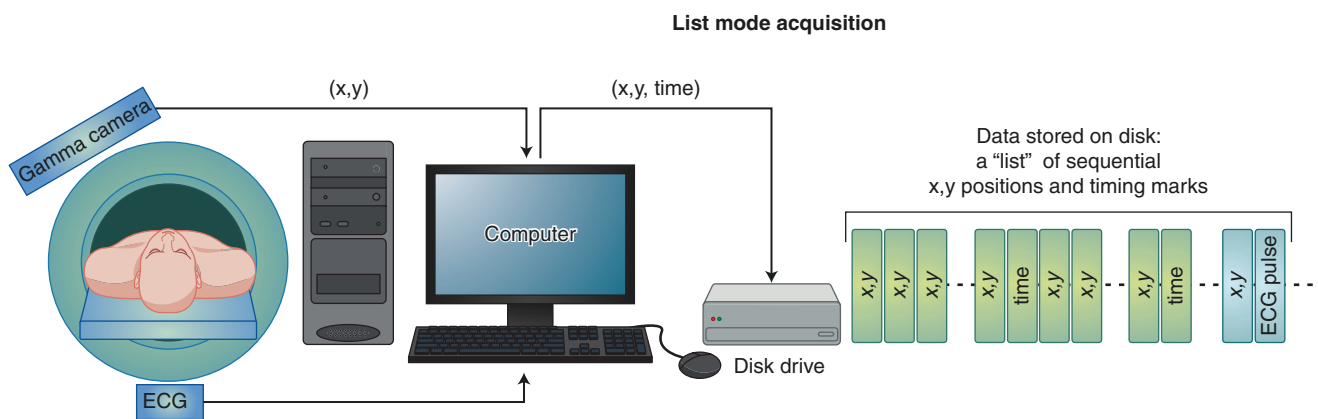 List mode acquisition
(x,y)
(x,y, time)
Gamma camera
Computer
Data stored on disk:
a “list” of sequential
x,y positions and timing marks
x,y
x,y
x,y
x,y
time
x,y
x,y
x,y
time
x,y
ECG pulse
Disk drive
ECG